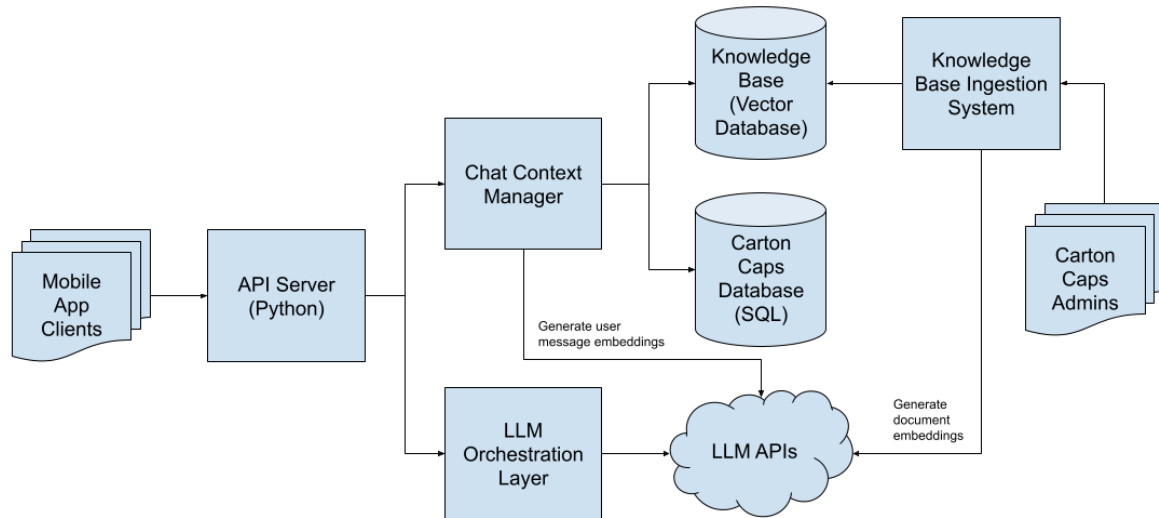 Mobile
App
Clients
API Server
(Python)
Chat Context
Manager
LLM
Orchestration
Layer
Knowledge
Base
(Vector
Database)
Carton
Caps
Database
(SQL)
Generate user
message embeddings
LLM APIs
Knowledge
Base Ingestion
System
Carton
Caps
Admins
Generate
document
embeddings